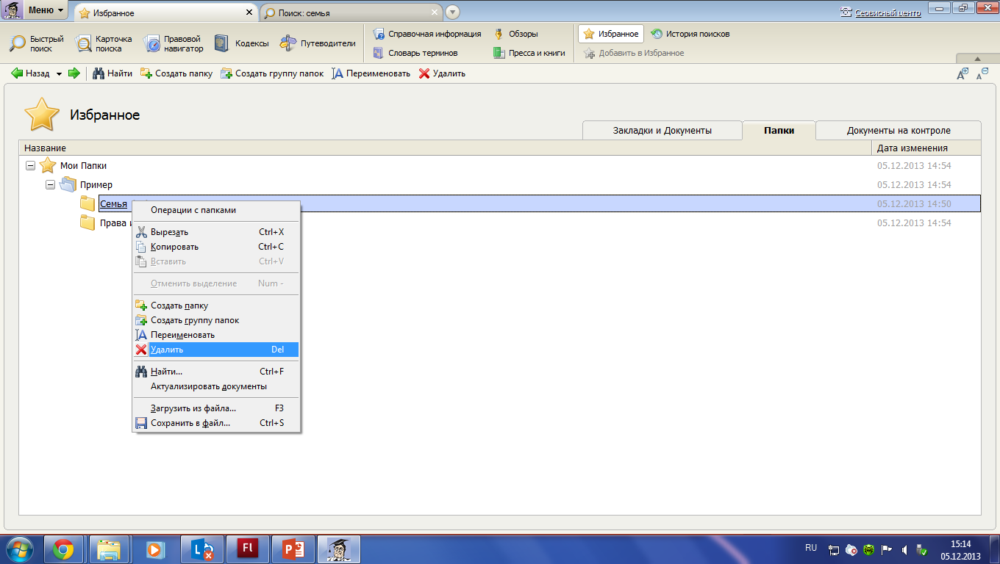 Меню
Избранное
Поиск: семья
Сервисный центр
Быстрый поиск
Карточка поиска
Правовой навигатор
Кодексы
Путеводители
Справочная информация
Словарь терминов
Обзоры
Пресса и книги
Избранное
История поисков
Добавить в Избранное
Назад
Найти
Создать папку
Создать группу папок
Переименовать
Удалить
Избранное
Закладки и Документы
Папки
Документы на контроле
Название
Дата изменения
Мои Папки 05.12.2013 14:54
Пример 05.12.2013 14:54
Семья 05.12.2013 14:50
Права 05.12.2013 14:54
Операции с папками
Вырезать Ctrl+X
Копировать Ctrl+C
Вставить Ctrl+V
Отменить выделение Num -
Создать папку
Создать группу папок
Переименовать
Удалить Del
Найти... Ctrl+F
Актуализировать документы
Загрузить из файла... F3
Сохранить в файл... Ctrl+S
RU
15:14
05.12.2013